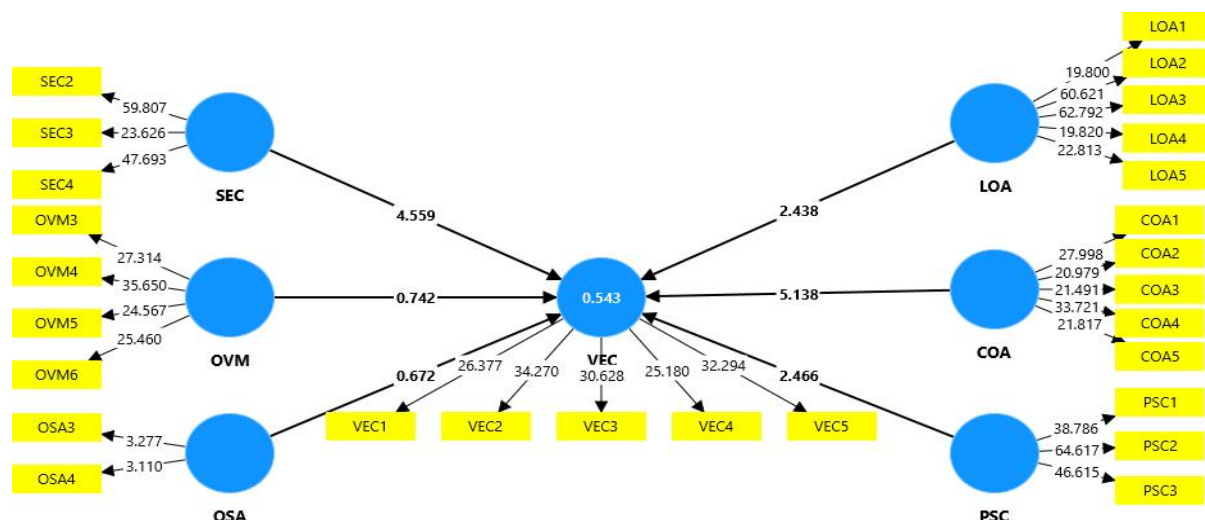 SEC2
SEC3
SEC4
59.807
23.626
47.693
SEC
OVM3
OVM4
OVM5
OVM6
27.314
35.650
24.567
25.460
OVM
OSA3
OSA4
3.277
3.110
OSA
4.559
0.742
0.672
0.543
VEC
26.377
34.270
30.628
25.180
32.294
VEC1
VEC2
VEC3
VEC4
VEC5
2.438
5.138
2.466
LOA
19.800
60.621
62.792
19.820
22.813
LOA1
LOA2
LOA3
LOA4
LOA5
COA
27.998
20.979
21.491
33.721
21.817
COA1
COA2
COA3
COA4
COA5
PSC
38.786
64.617
46.615
PSC1
PSC2
PSC3